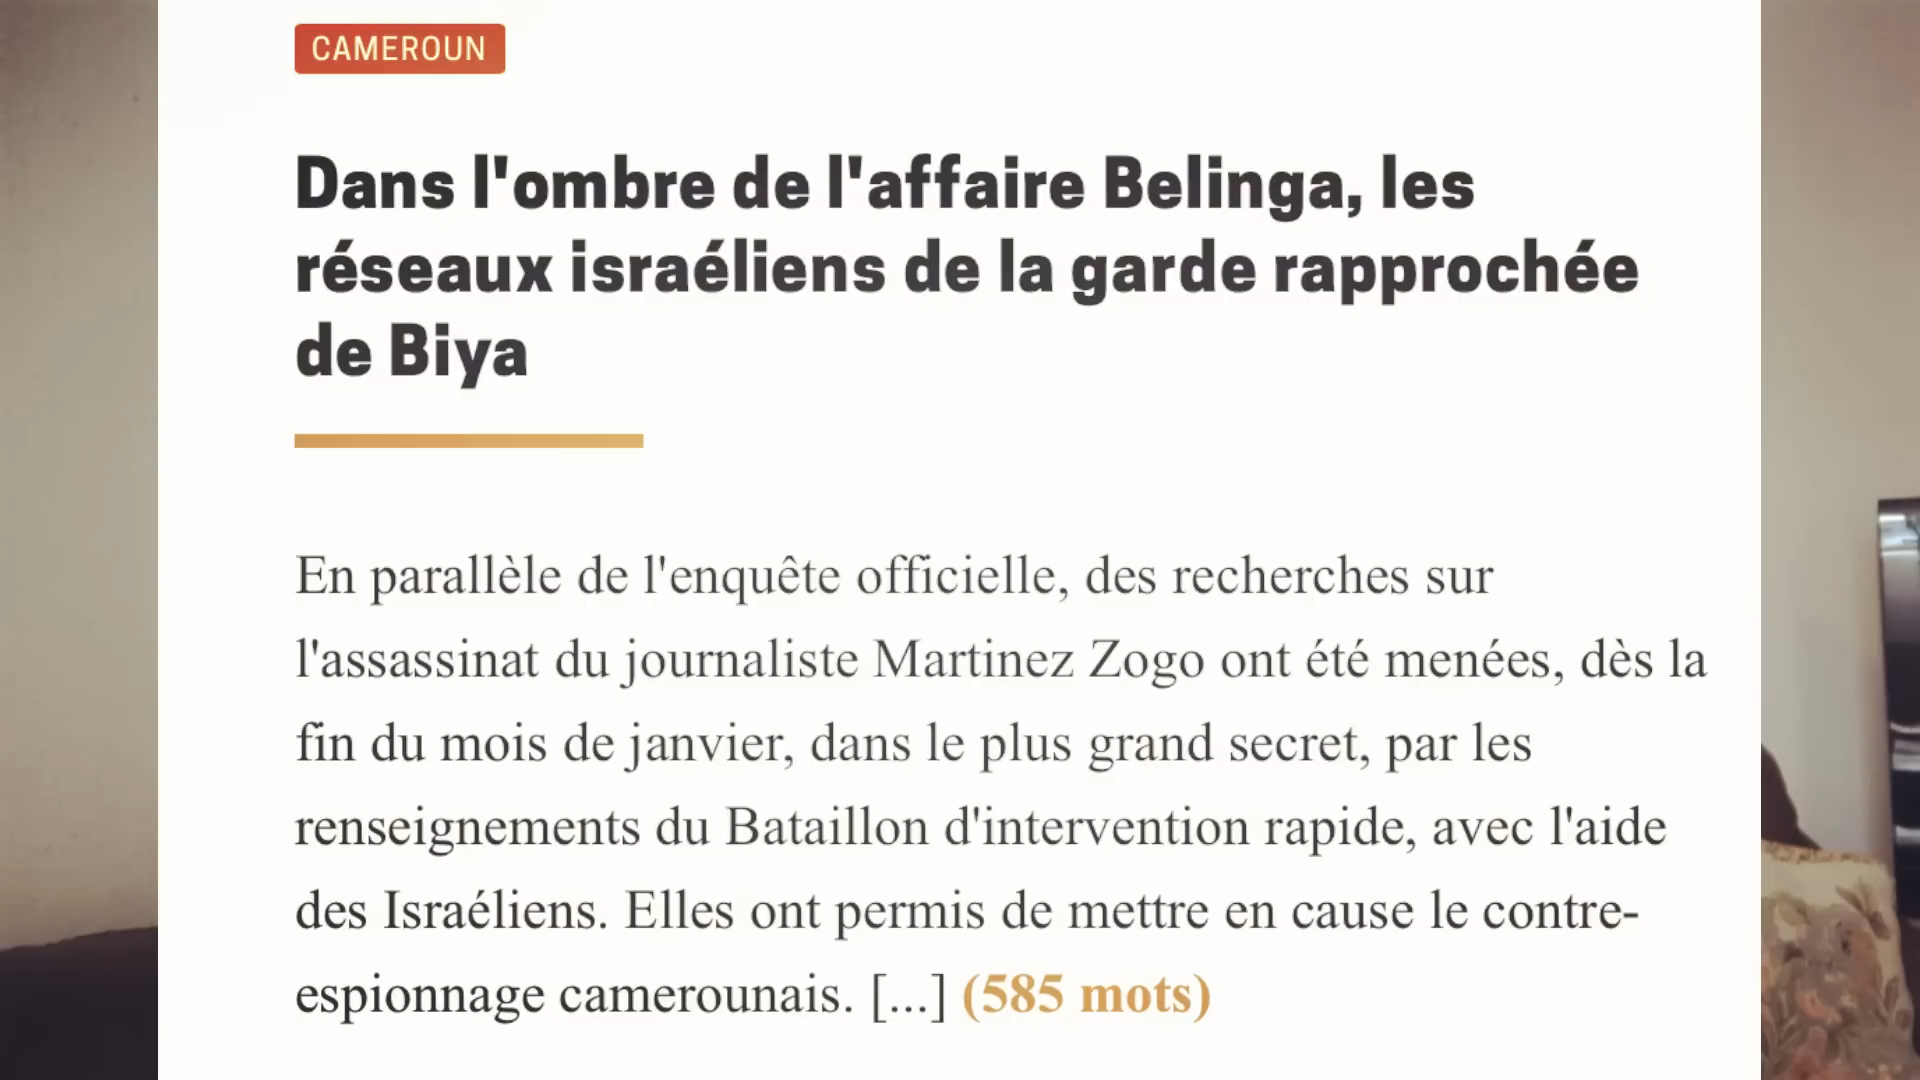 CAMEROUN
Dans l'ombre de l'affaire Belinga, les
réseaux israéliens de la garde rapprochée
de Biya
En parallèle de l'enquête officielle, des recherches sur
l'assassinat du journaliste Martinez Zogo ont été menées, dès la
fin du mois de janvier, dans le plus grand secret, par les
renseignements du Bataillon d'intervention rapide, avec l'aide
des Israéliens. Elles ont permis de mettre en cause le contre-
espionnage camerounais. [...] (585 mots)